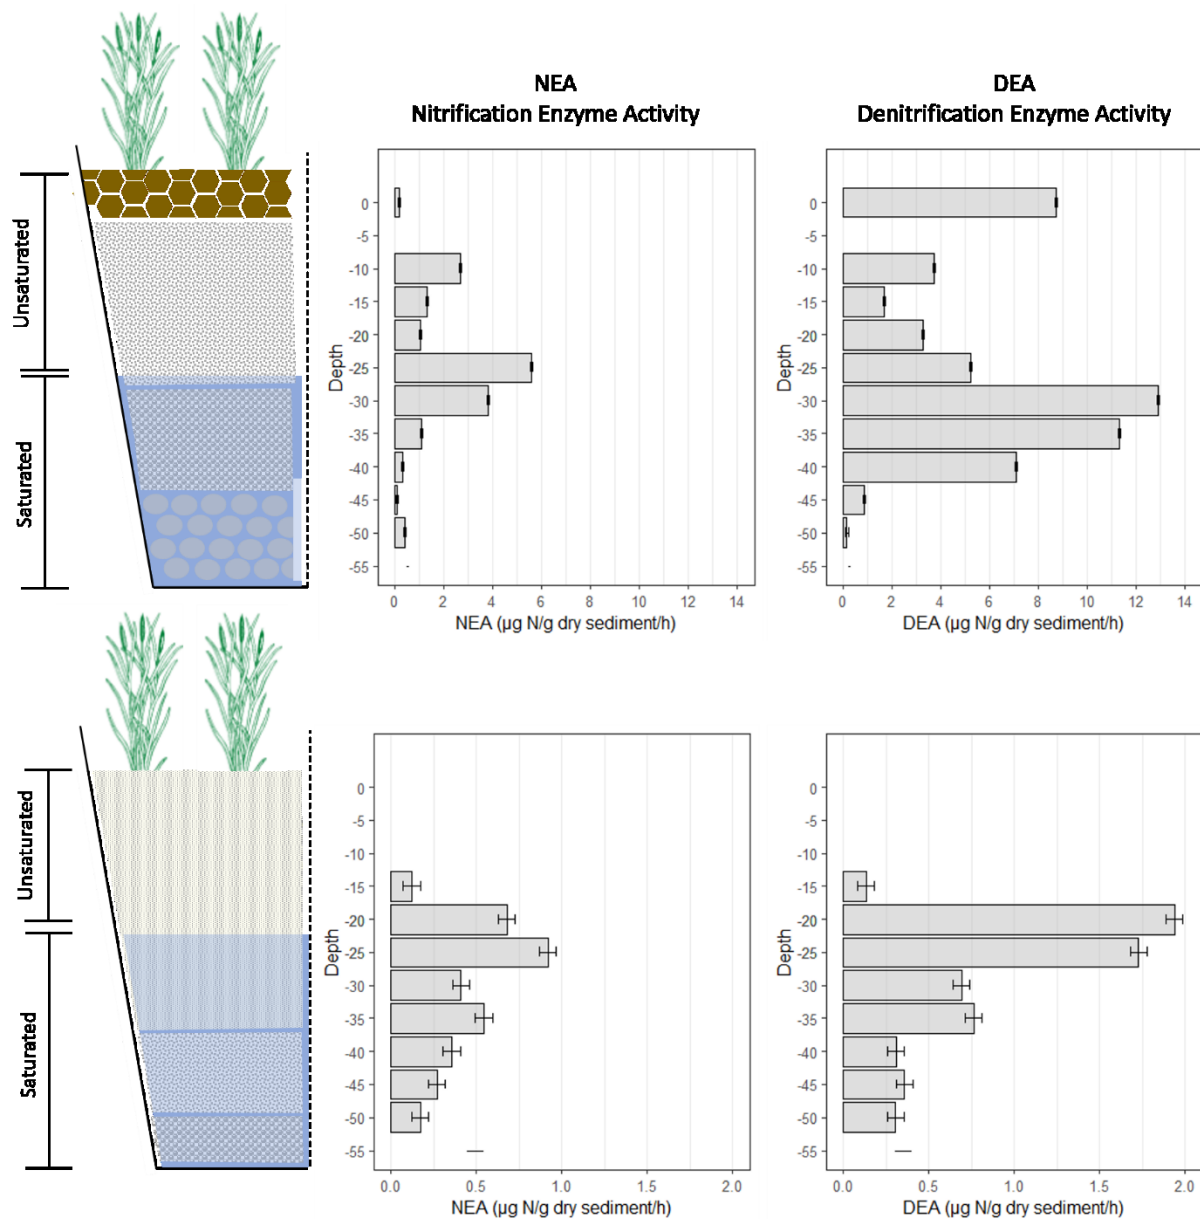 NEA
Nitrification Enzyme Activity
DEA
Denitrification Enzyme Activity
Unsaturated
Saturated
Depth
0
-5
-10
-15
-20
-25
-30
-35
-40
-45
-50
-55
0 2 4 6 8 10 12 14
NEA (µg N/g dry sediment/h)
Depth
0
-5
-10
-15
-20
-25
-30
-35
-40
-45
-50
-55
0 2 4 6 8 10 12 14
DEA (µg N/g dry sediment/h)
Unsaturated
Saturated
Depth
0
-5
-10
-15
-20
-25
-30
-35
-40
-45
-50
-55
0.0 0.5 1.0 1.5 2.0
NEA (µg N/g dry sediment/h)
Depth
0
-5
-10
-15
-20
-25
-30
-35
-40
-45
-50
-55
0.0 0.5 1.0 1.5 2.0
DEA (µg N/g dry sediment/h)